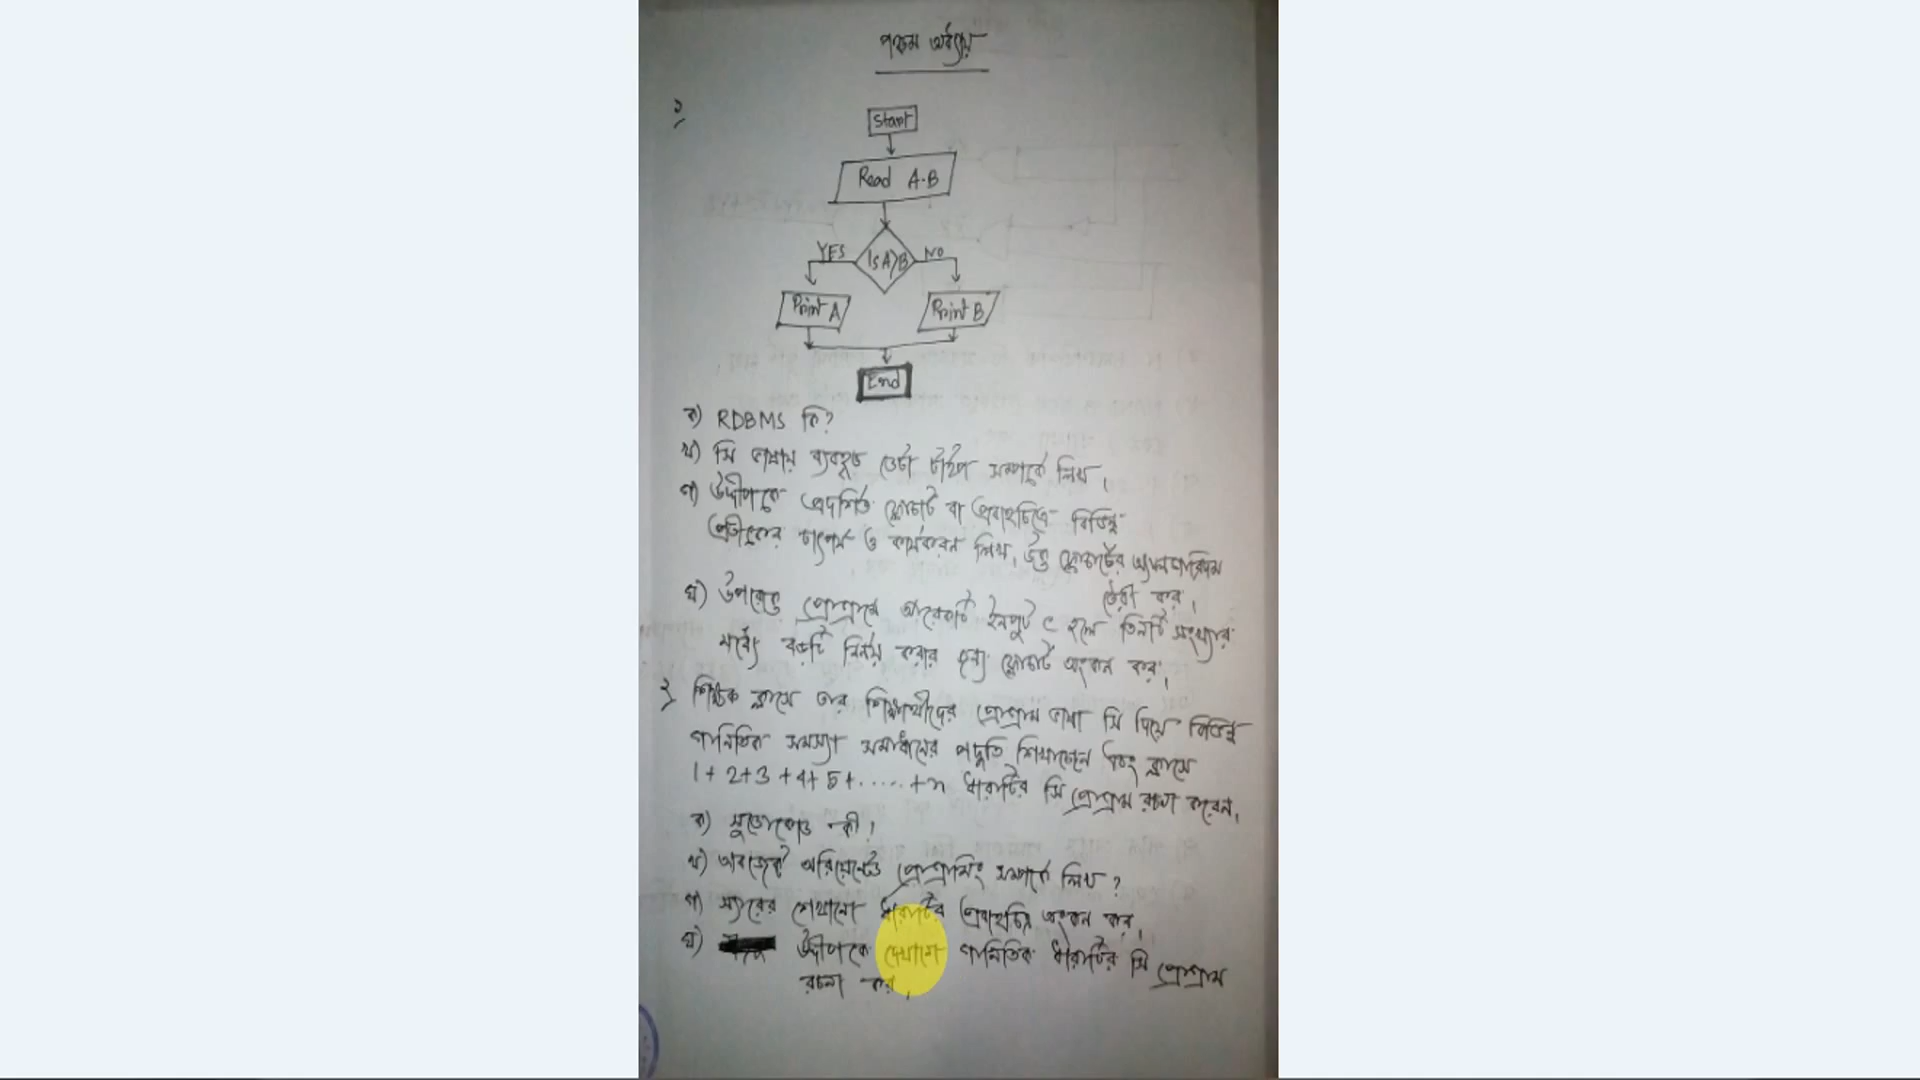 পঞ্চম অধ্যায়
১
Start
Read A.B
YES
Is A>B
NO
Print A
Print B
End
ক) RDBMS কি?
খ) সি ভাষায় ব্যবহৃত ডেটা টাইপ সম্পর্কে লিখ।
গ) উদ্দীপকে প্রদর্শিত ফ্লোচার্ট বা প্রবাহচিত্রে বিভিন্ন
প্রতীকের তাৎপর্য ও কার্যকরন লিখ, উক্ত ফ্লোচার্টের অ্যালগরিদম
তৈরী কর।
ঘ) উপরোক্ত প্রোগ্রামে আরেকটি ইনপুট C হলে তিনটি সংখ্যার
মধ্যে বড়টি নির্ণয় করার জন্য ফ্লোচার্ট অংকন কর।
২ শিক্ষক ক্লাসে তার শিক্ষার্থীদের প্রোগ্রাম ভাষা সি দিয়ে বিভিন্ন
গানিতিক সমস্যা সমাধানের পদ্ধতি শিখাচ্ছেন এবং ক্লাসে
1+2+3+4+5+.....+n ধারাটির সি প্রোগ্রাম রচনা করেন।
ক) সুডোকোড কী।
খ) অবজেক্ট অরিয়েন্টেড প্রোগ্রামিং সম্পর্কে লিখ?
গ) স্যারের শেখানো ধারাটির প্রবাহচিত্র অংকন কর।
ঘ) উদ্দীপকে দেখানো গানিতিক ধারাটির সি প্রোগ্রাম
রচনা কর।